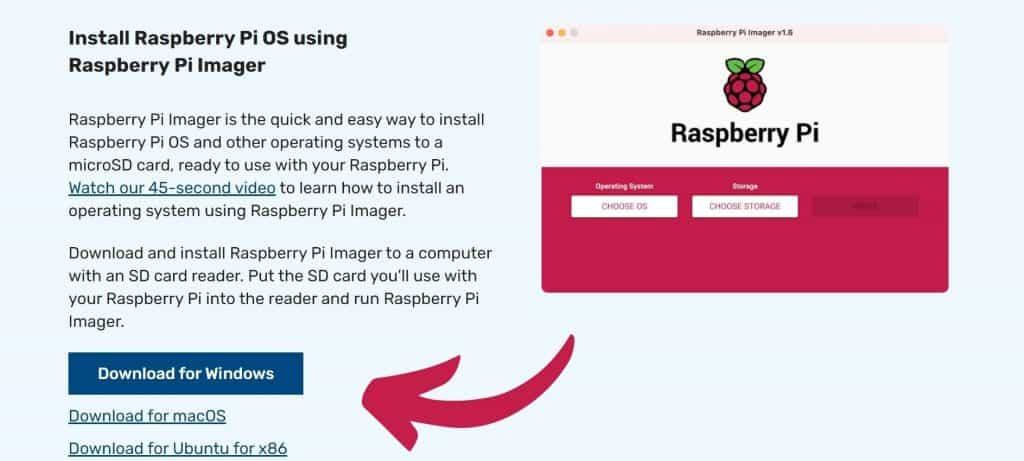 Install Raspberry Pi OS using
Raspberry Pi Imager
Raspberry Pi Imager is the quick and easy way to install
Raspberry Pi OS and other operating systems to a
microSD card, ready to use with your Raspberry Pi.
Watch our 45-second video to learn how to install an
operating system using Raspberry Pi Imager.
Download and install Raspberry Pi Imager to a computer
with an SD card reader. Put the SD card you'll use with
your Raspberry Pi into the reader and run Raspberry Pi
Imager.
Download for Windows
Download for macOS
Download for Ubuntu for x86
Raspberry Pi Imager v1.6
Raspberry Pi
Operating System
Storage
CHOOSE OS
CHOOSE STORAGE